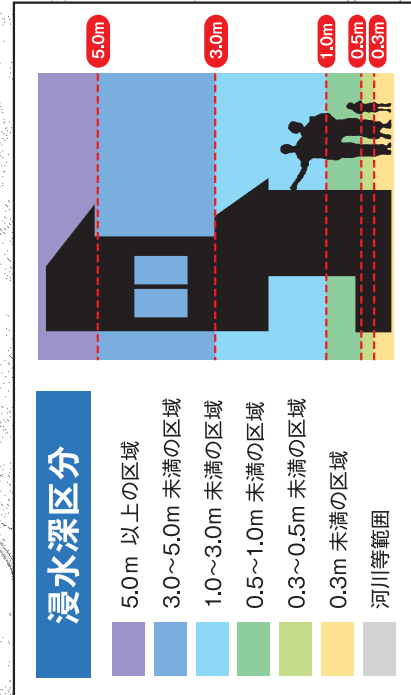 浸水深区分
5.0m 以上の区域
3.0～5.0m 未満の区域
1.0～3.0m 未満の区域
0.5～1.0m 未満の区域
0.3～0.5m 未満の区域
0.3m 未満の区域
河川等範囲
5.0m
3.0m
1.0m
0.5m
0.3m